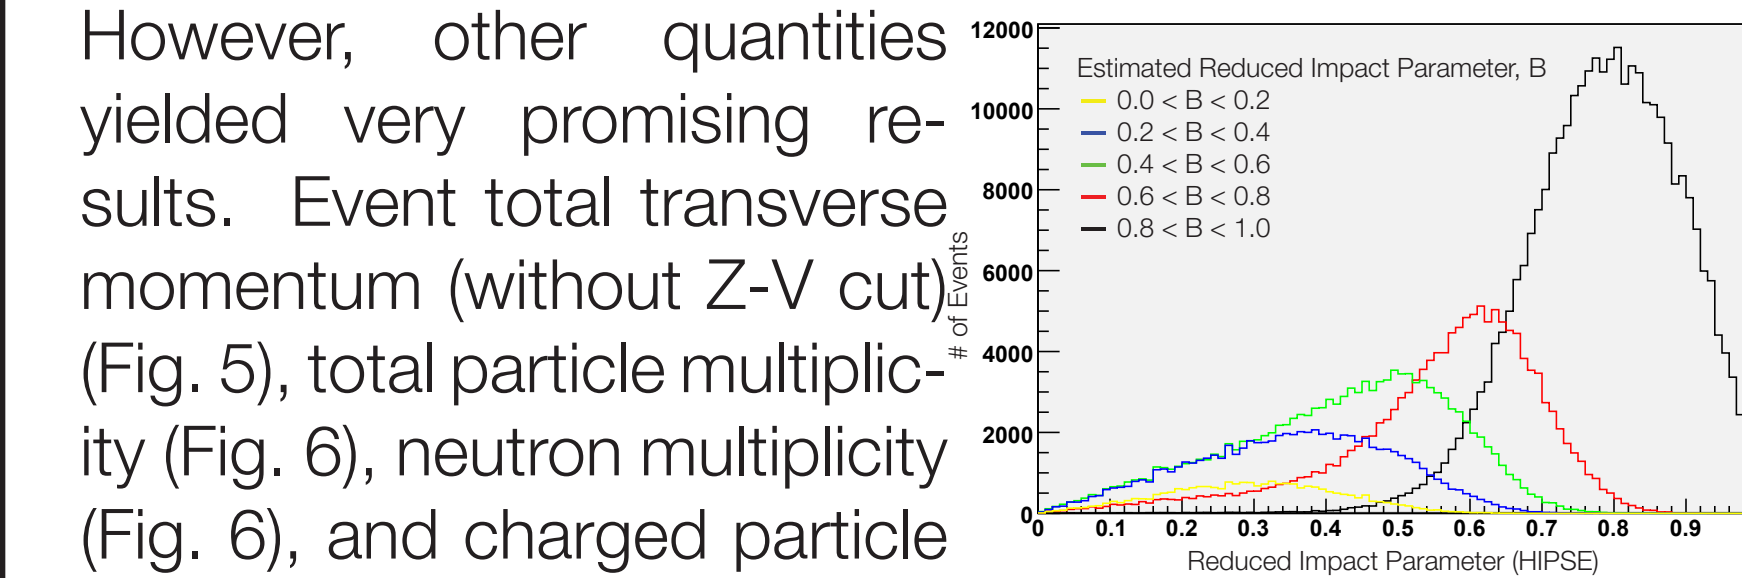 However, other quantities
yielded very promising re-
sults. Event total transverse
momentum (without Z-V cut)
(Fig. 5), total particle multiplic-
ity (Fig. 6), neutron multiplicity
(Fig. 6), and charged particle
12000
10000
8000
6000
4000
2000
0
# of Events
Estimated Reduced Impact Parameter, B
0.0 < B < 0.2
0.2 < B < 0.4
0.4 < B < 0.6
0.6 < B < 0.8
0.8 < B < 1.0
0 0.1 0.2 0.3 0.4 0.5 0.6 0.7 0.8 0.9
Reduced Impact Parameter (HIPSE)